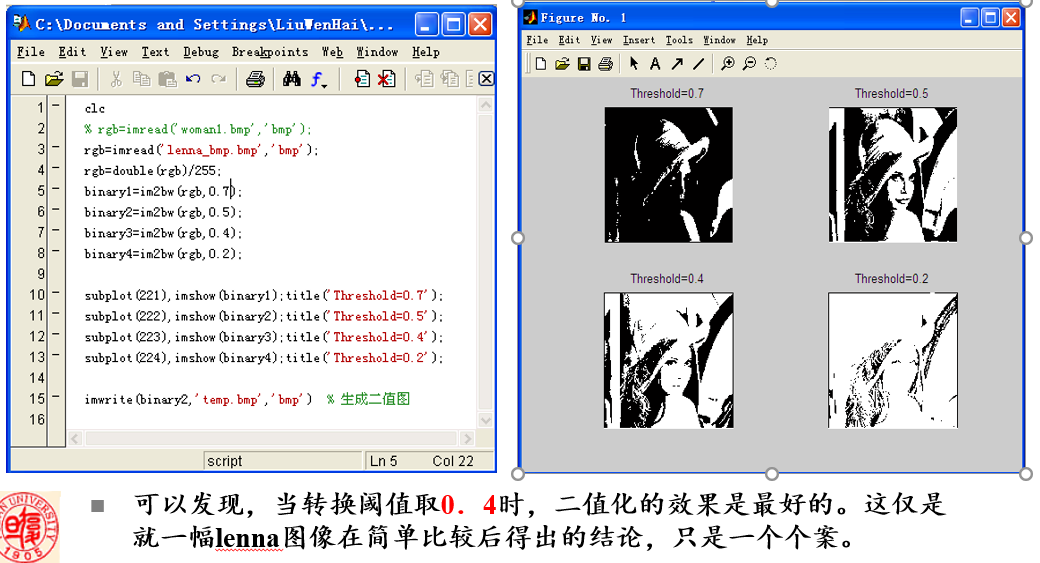 C:\Documents and Settings\LiuWenHai\...
File Edit View Text Debug Breakpoints Web Window Help
1 clc
2 % rgb=imread('woman1.bmp','bmp');
3 rgb=imread('lenna_bmp.bmp','bmp');
4 rgb=double(rgb)/255;
5 binary1=im2bw(rgb,0.7);
6 binary2=im2bw(rgb,0.5);
7 binary3=im2bw(rgb,0.4);
8 binary4=im2bw(rgb,0.2);
9
10 subplot(221),imshow(binary1);title('Threshold=0.7');
11 subplot(222),imshow(binary2);title('Threshold=0.5');
12 subplot(223),imshow(binary3);title('Threshold=0.4');
13 subplot(224),imshow(binary4);title('Threshold=0.2');
14
15 imwrite(binary2,'temp.bmp','bmp') % 生成二值图
16
script Ln 5 Col 22
Figure No. 1
File Edit View Insert Tools Window Help
Threshold=0.7 Threshold=0.5
Threshold=0.4 Threshold=0.2
可以发现，当转换阈值取0．4时，二值化的效果是最好的。这仅是
就一幅lenna图像在简单比较后得出的结论，只是一个个案。
UNIVERSITY
1905